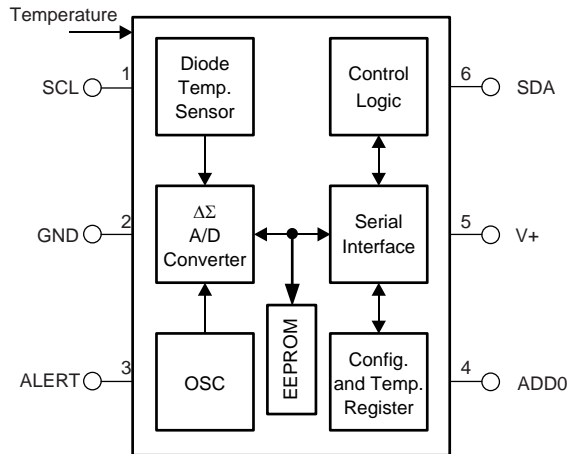 Temperature
1
SCL
Diode
Temp.
Sensor
Control
Logic
6
SDA
2
GND
ΔΣ
A/D
Converter
Serial
Interface
5
V+
3
ALERT
OSC
EEPROM
Config.
and Temp.
Register
4
ADD0